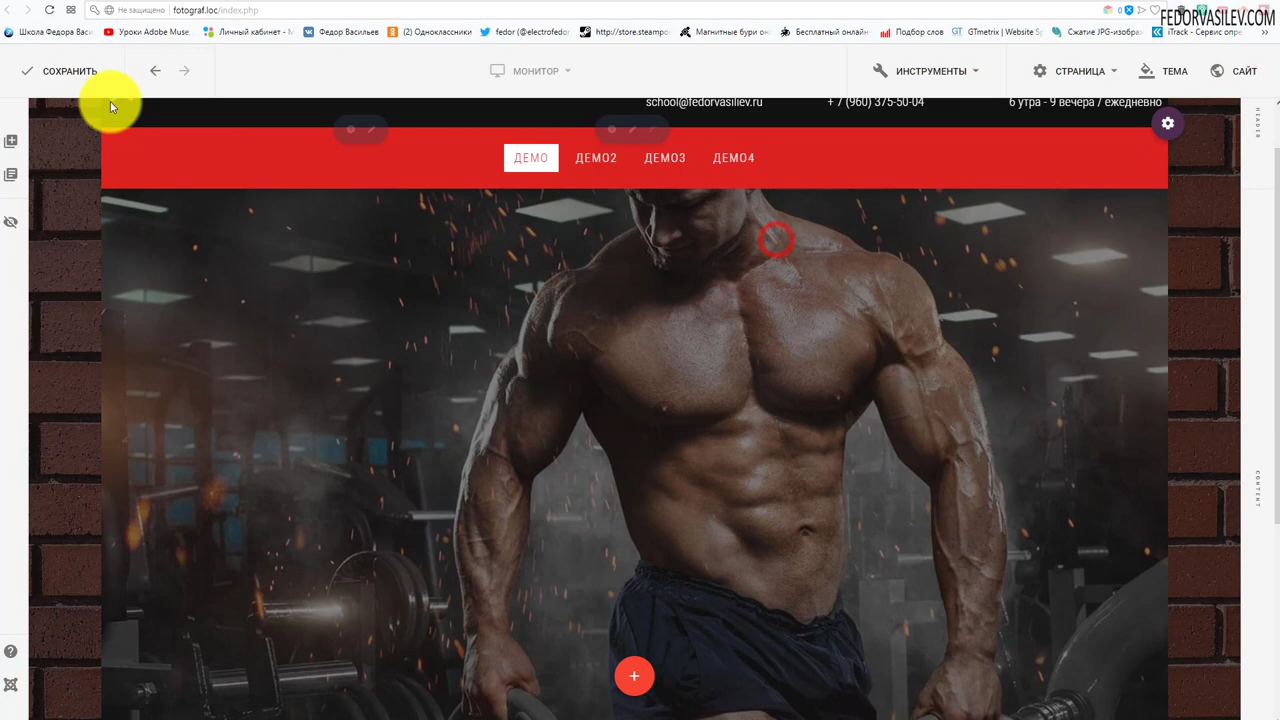 Не защищено
fotograf.loc/index.php
0
FEDORVASILEV.COM
Школа Федора Васи
Уроки Adobe Muse
Личный кабинет - М
Федор Васильев
(2) Одноклассники
fedor (@electrofedor
http://store.steampo
Магнитные бури он
Бесплатный онлайн
Подбор слов
GTmetrix | Website S
Сжатие JPG-изобра
iTrack - Сервис опре
СОХРАНИТЬ
МОНИТОР
ИНСТРУМЕНТЫ
СТРАНИЦА
ТЕМА
САЙТ
school@fedorvasiliev.ru
+ 7 (960) 375-50-04
6 утра - 9 вечера / ежедневно
HEADER
ДЕМО
ДЕМО2
ДЕМО3
ДЕМО4
CONTENT